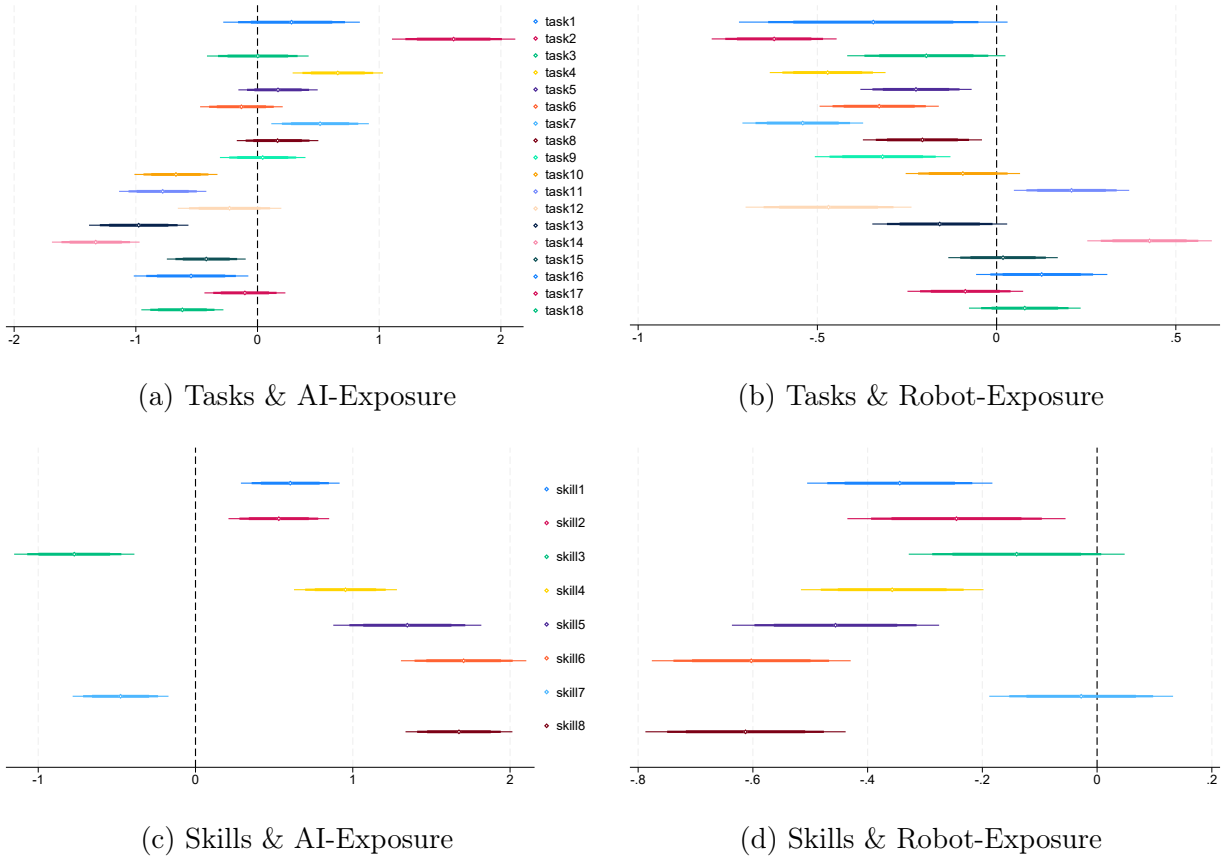 task1
task2
task3
task4
task5
task6
task7
task8
task9
task10
task11
task12
task13
task14
task15
task16
task17
task18
-2 -1 0 1 2
-1 -.5 0 .5
(a) Tasks & AI-Exposure
(b) Tasks & Robot-Exposure
skill1
skill2
skill3
skill4
skill5
skill6
skill7
skill8
-1 0 1 2
-.8 -.6 -.4 -.2 0 .2
(c) Skills & AI-Exposure
(d) Skills & Robot-Exposure